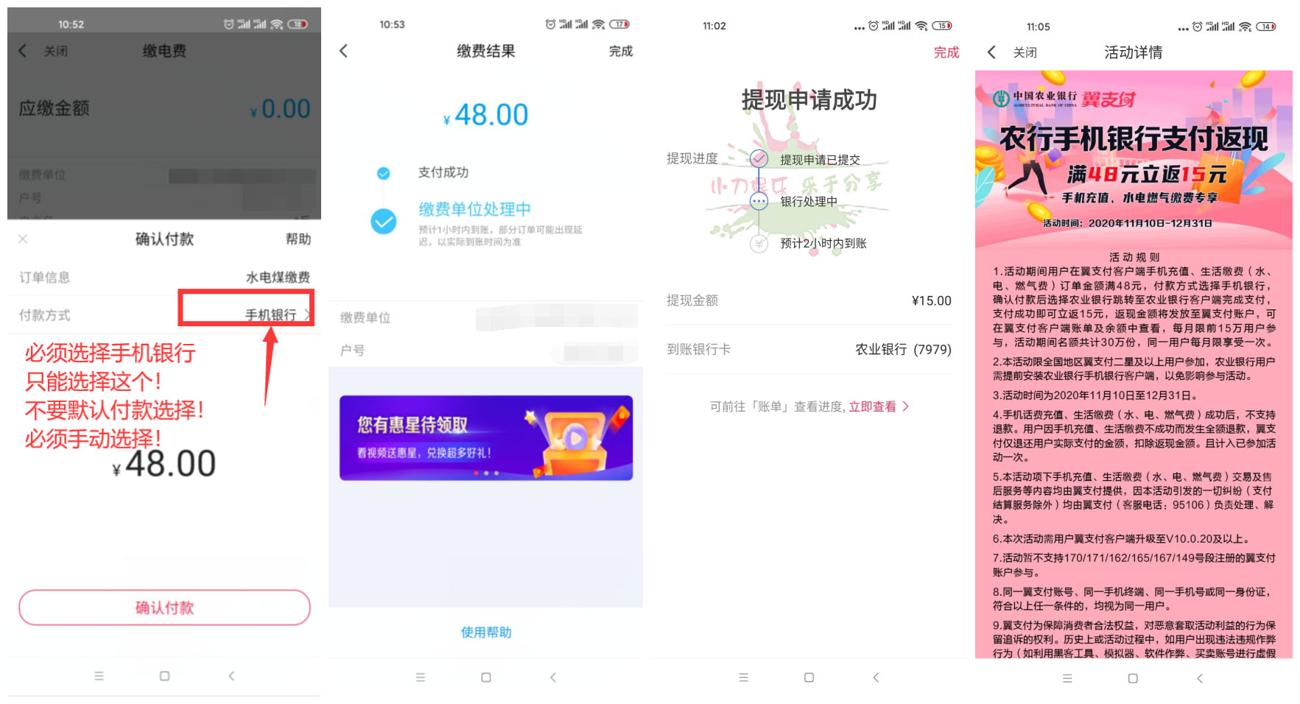 10:52
18
关闭
缴电费
应缴金额
¥0.00
缴费单位
户号
确认付款
帮助
订单信息
水电煤缴费
付款方式
手机银行
必须选择手机银行
只能选择这个！
不要默认付款选择！
必须手动选择！
¥48.00
确认付款
10:53
17
缴费结果
完成
¥48.00
支付成功
缴费单位处理中
预计1小时内到账，部分订单可能出现延
迟，以实际到账时间为准
缴费单位
户号
您有惠星待领取
看视频送惠星，兑换超多好礼！
使用帮助
11:02
15
完成
提现申请成功
提现进度
提现申请已提交
小刀娱乐 乐于分享
银行处理中
预计2小时内到账
提现金额
¥15.00
到账银行卡
农业银行 (7979)
可前往「账单」查看进度, 立即查看
11:05
14
关闭
活动详情
中国农业银行
AGRICULTURAL BANK OF CHINA
翼支付
农行手机银行支付返现
满48元立返15元
手机充值、水电燃气缴费专享
活动时间：2020年11月10日-12月31日
活动规则
1.活动期间用户在翼支付客户端手机充值、生活缴费（水、
电、燃气费）订单金额满48元，付款方式选择手机银行，
确认付款后选择农业银行跳转至农业银行客户端完成支付，
支付成功即可立返15元，返现金额将发放至翼支付账户，可
在翼支付客户端账单及余额中查看，每月限前15万用户参
与，活动期间名额共计30万份，同一用户每月限享受一次。
2.本活动限全国地区翼支付二星及以上用户参加，农业银行用户
需提前安装农业银行手机银行客户端，以免影响参与活动。
3.活动时间为2020年11月10日至12月31日。
4.手机话费充值、生活缴费（水、电、燃气费）成功后，不支持
退款。用户因手机充值、生活缴费不成功而发生全额退款，翼支
付仅退还用户实际支付的金额，扣除返现金额。且计入已参加活
动一次。
5.本活动项下手机充值、生活缴费（水、电、燃气费）交易及售
后服务等内容均由翼支付提供，因本活动引发的一切纠纷（支付
结算服务除外）均由翼支付（客服电话：95106）负责处理、解
决。
6.本次活动需用户翼支付客户端升级至V10.0.20及以上。
7.活动暂不支持170/171/162/165/167/149号段注册的翼支付
账户参与。
8.同一翼支付账号、同一手机终端、同一手机号或同一身份证，
符合以上任一条件的，均视为同一用户。
9.翼支付为保障消费者合法权益，对恶意套取活动利益的行为保
留追诉的权利。历史上或活动过程中，如用户出现违法违规作弊
行为（如利用黑客工具、模拟器、软件作弊、买卖账号进行虚假